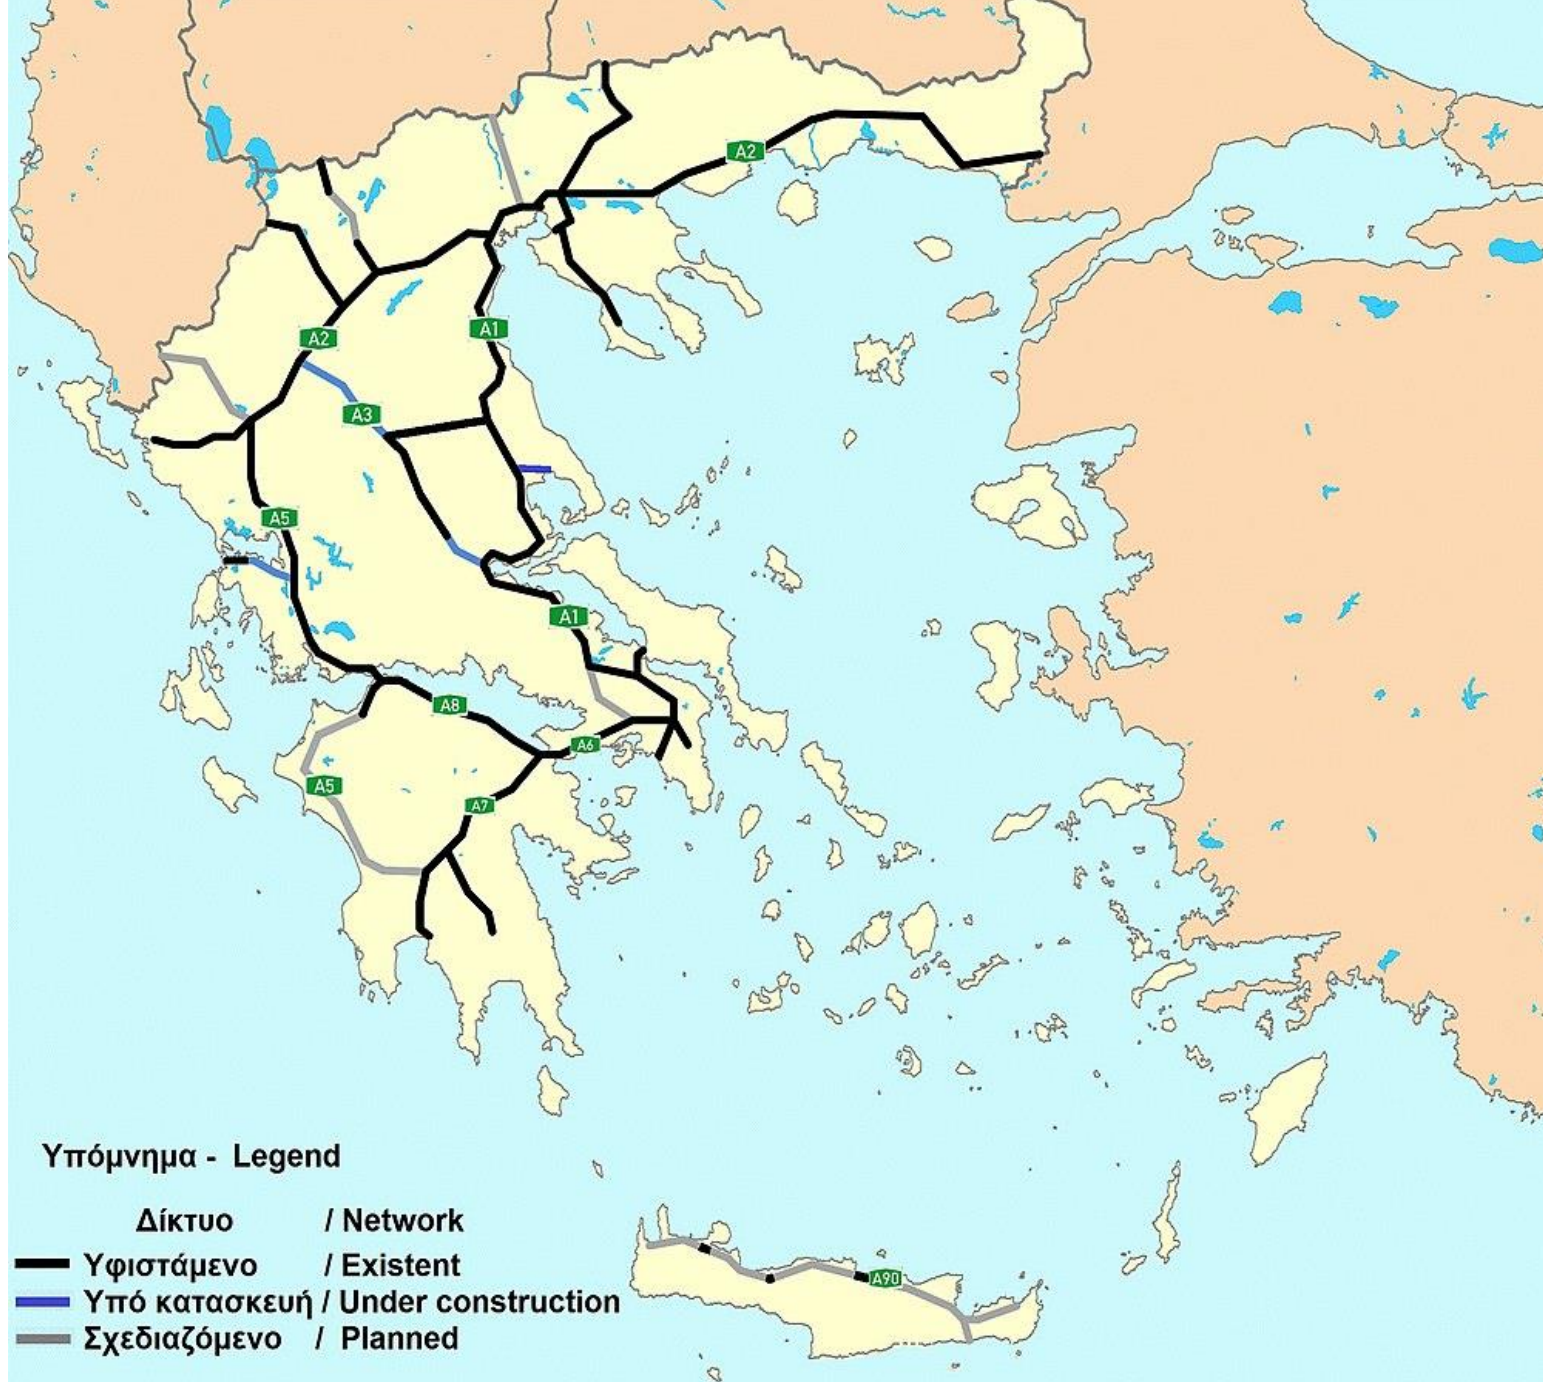 A2
A2
A1
A3
A5
A1
A8
A6
A5
A7
Υπόμνημα - Legend
Δίκτυο / Network
Υφιστάμενο / Existent
Υπό κατασκευή / Under construction
Σχεδιαζόμενο / Planned
A90